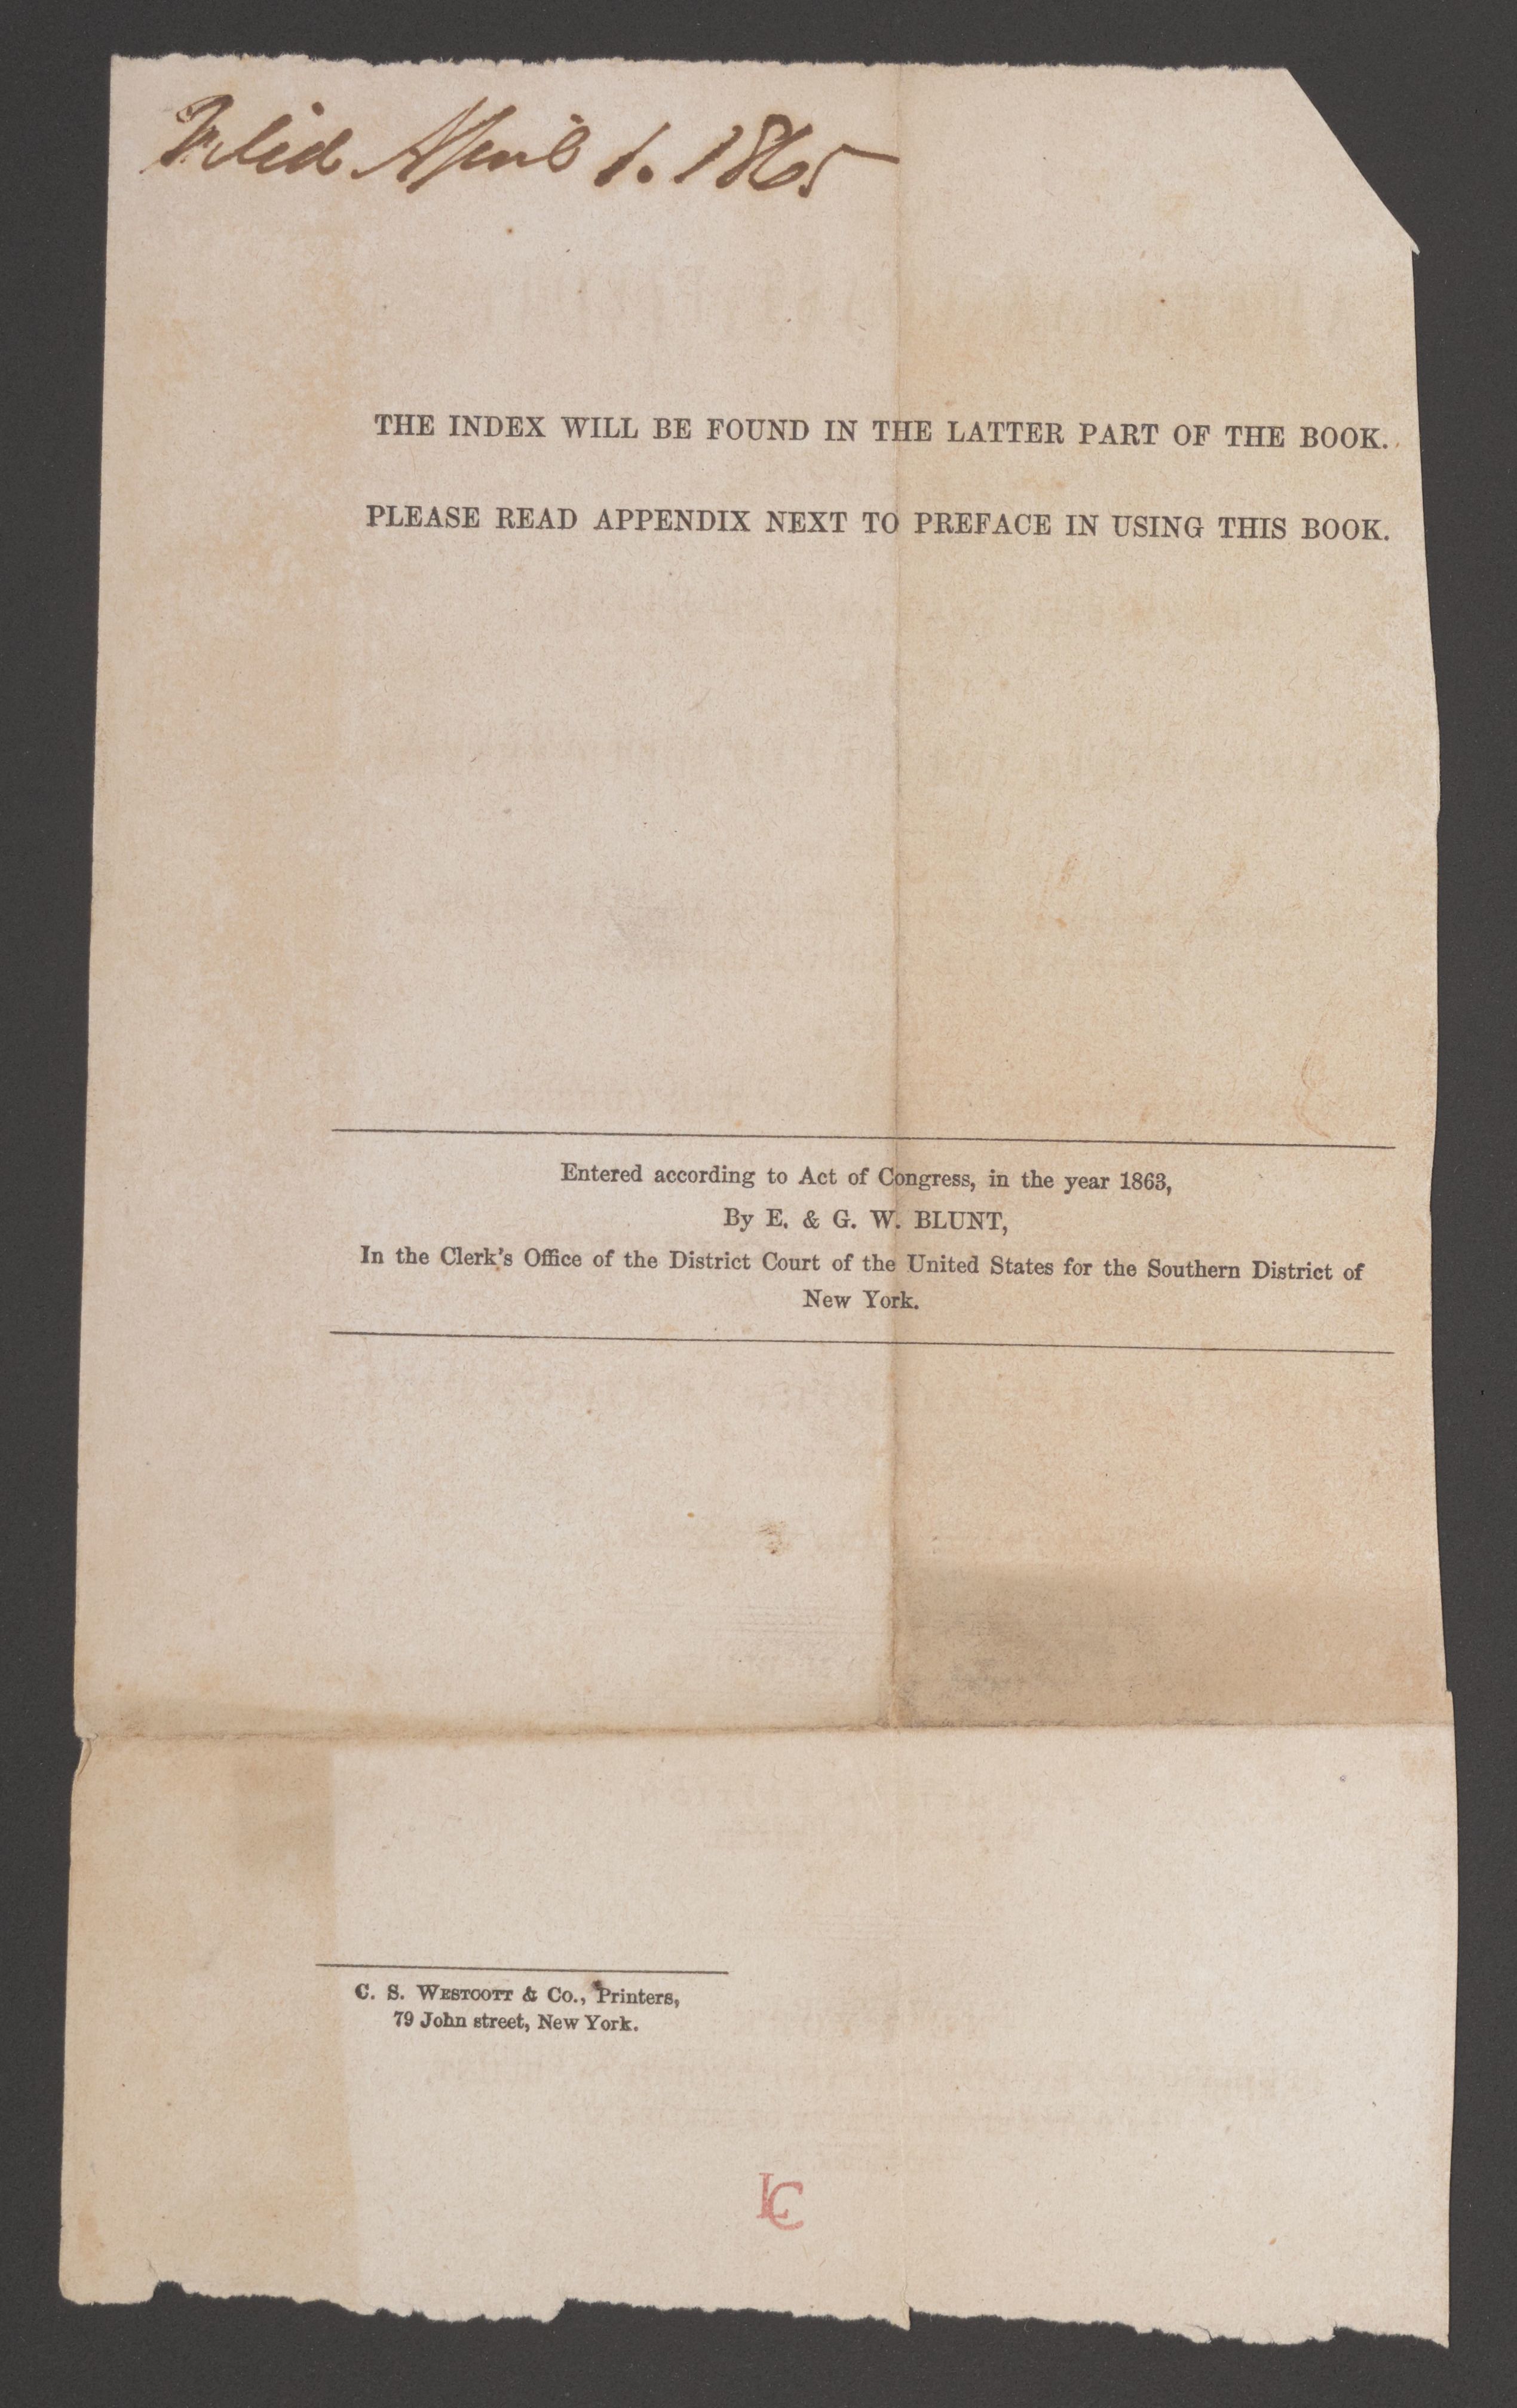 Filed April 1. 1865
THE INDEX WILL BE FOUND IN THE LATTER PART OF THE BOOK.
PLEASE READ APPENDIX NEXT TO PREFACE IN USING THIS BOOK.
Entered according to Act of Congress, in the year 1863,
By E. & G. W. BLUNT,
In the Clerk's Office of the District Court of the United States for the Southern District of
New York.
C. S. WESTCOTT & Co., Printers,
79 John street, New York.
LC